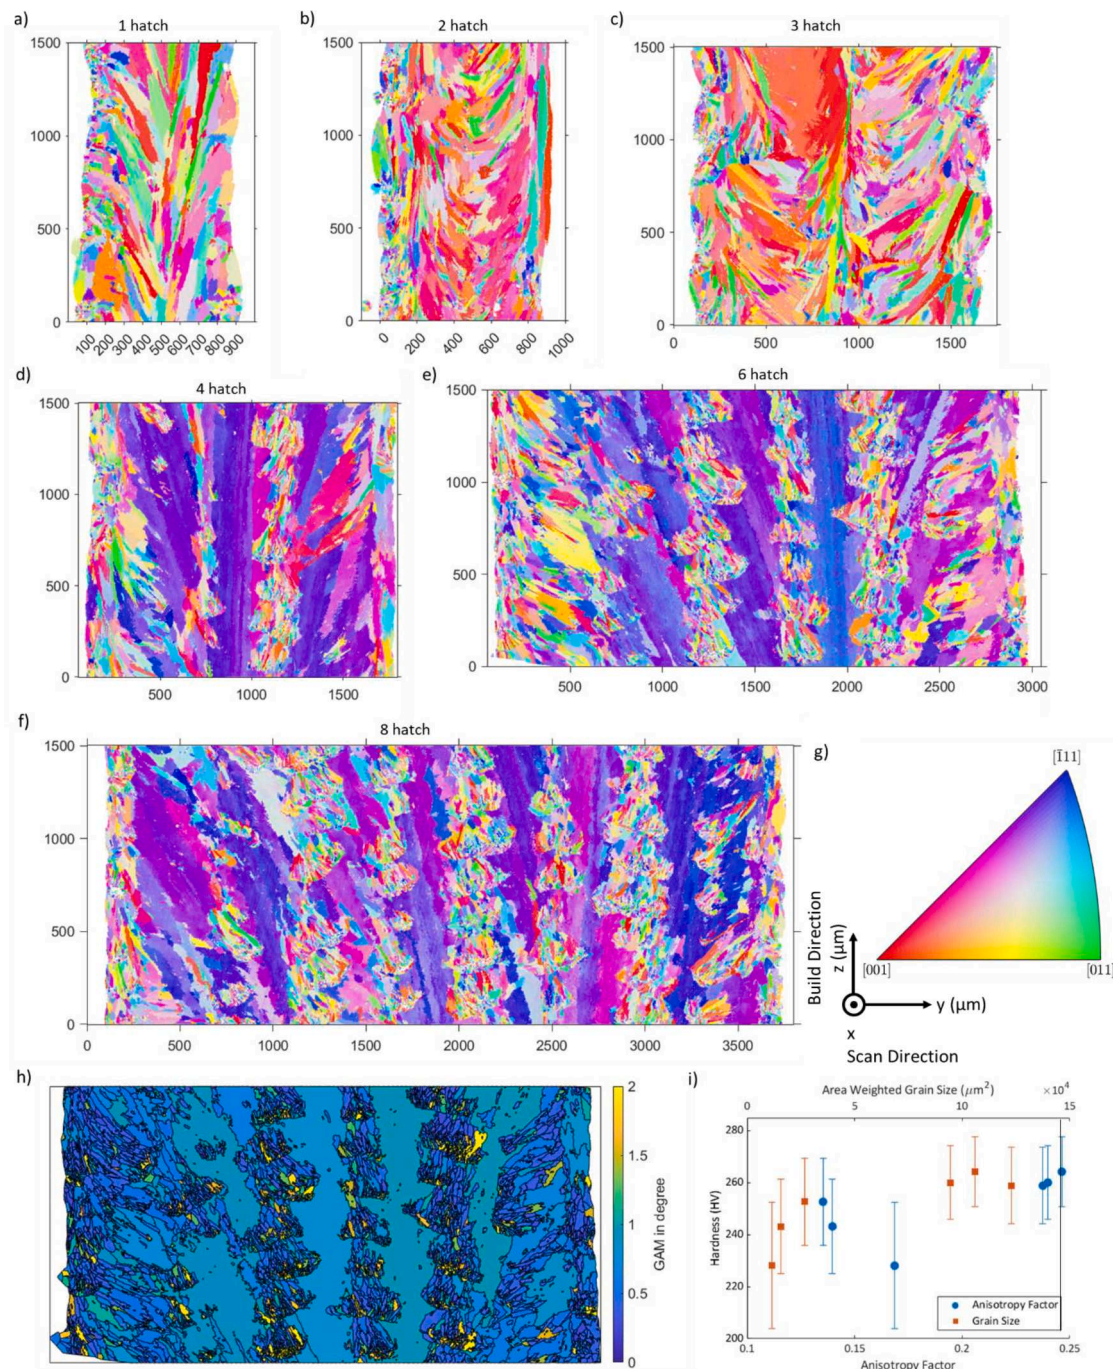 a) 1 hatch
1500
1000
500
0
100 200 300 400 500 600 700 800 900
b) 2 hatch
1500
1000
500
0
0 200 400 600 800 1000
c) 3 hatch
1500
1000
500
0
0 500 1000 1500
d) 4 hatch
1500
1000
500
0
500 1000 1500
e) 6 hatch
1500
1000
500
0
500 1000 1500 2000 2500 3000
f) 8 hatch
1500
1000
500
0
0 500 1000 1500 2000 2500 3000 3500
g)
[1̅11]
[001] [011]
Build Direction
z (μm)
y (μm)
x
Scan Direction
h)
2
1.5
1
0.5
0
GAM in degree
i)
Area Weighted Grain Size (μm²) ×10⁴
0 5 10 15
280
260
240
220
200
Hardness (HV)
Anisotropy Factor
Grain Size
0.1 0.15 0.2 0.25
Anisotropy Factor